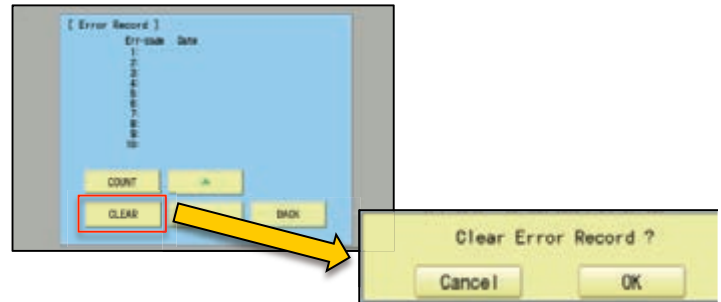 [ Error Record ]
Err-code Date
1:
2:
3:
4:
5:
6:
7:
8:
9:
10:
COUNT
CLEAR BACK
Clear Error Record ?
Cancel OK